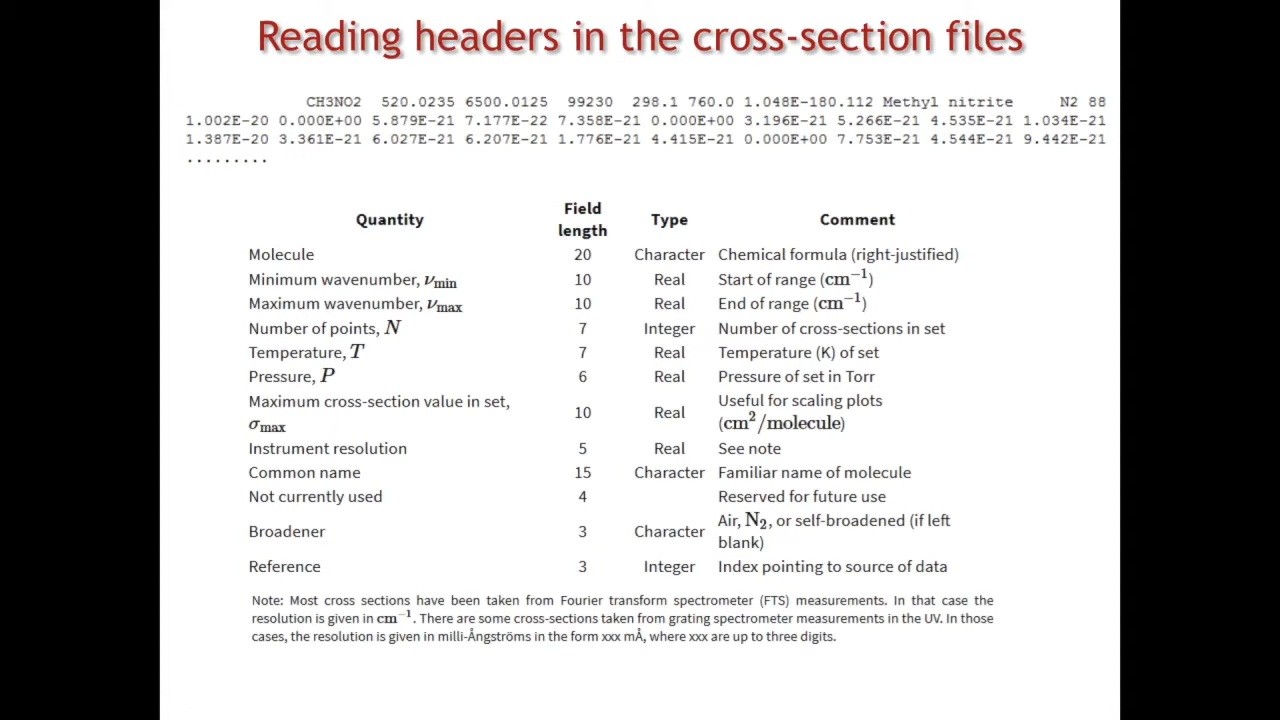 Reading headers in the cross-section files
CH3NO2 520.0235 6500.0125 99230 298.1 760.0 1.048E-180.112 Methyl nitrite N2 88
1.002E-20 0.000E+00 5.879E-21 7.177E-22 7.358E-21 0.000E+00 3.196E-21 5.266E-21 4.535E-21 1.034E-21
1.387E-20 3.361E-21 6.027E-21 6.207E-21 1.776E-21 4.415E-21 0.000E+00 7.753E-21 4.544E-21 9.442E-21
.........
Quantity Field length Type Comment
Molecule 20 Character Chemical formula (right-justified)
Minimum wavenumber, νmin 10 Real Start of range (cm⁻¹)
Maximum wavenumber, νmax 10 Real End of range (cm⁻¹)
Number of points, N 7 Integer Number of cross-sections in set
Temperature, T 7 Real Temperature (K) of set
Pressure, P 6 Real Pressure of set in Torr
Maximum cross-section value in set, σmax 10 Real Useful for scaling plots (cm²/molecule)
Instrument resolution 5 Real See note
Common name 15 Character Familiar name of molecule
Not currently used 4 Reserved for future use
Broadener 3 Character Air, N₂, or self-broadened (if left blank)
Reference 3 Integer Index pointing to source of data
Note: Most cross sections have been taken from Fourier transform spectrometer (FTS) measurements. In that case the
resolution is given in cm⁻¹. There are some cross-sections taken from grating spectrometer measurements in the UV. In those
cases, the resolution is given in milli-Ångströms in the form xxx mÅ, where xxx are up to three digits.